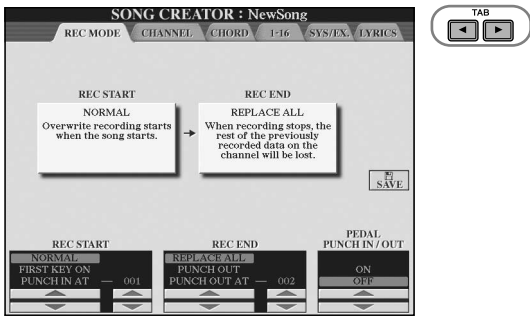 SONG CREATOR : NewSong
TAB
REC MODE CHANNEL CHORD 1-16 SYS/EX. LYRICS
REC START
NORMAL
Overwrite recording starts
when the song starts.
REC END
REPLACE ALL
When recording stops, the
rest of the previously
recorded data on the
channel will be lost.
SAVE
REC START
NORMAL
FIRST KEY ON
PUNCH IN AT — 001
REC END
REPLACE ALL
PUNCH OUT
PUNCH OUT AT — 002
PEDAL
PUNCH IN / OUT
ON
OFF